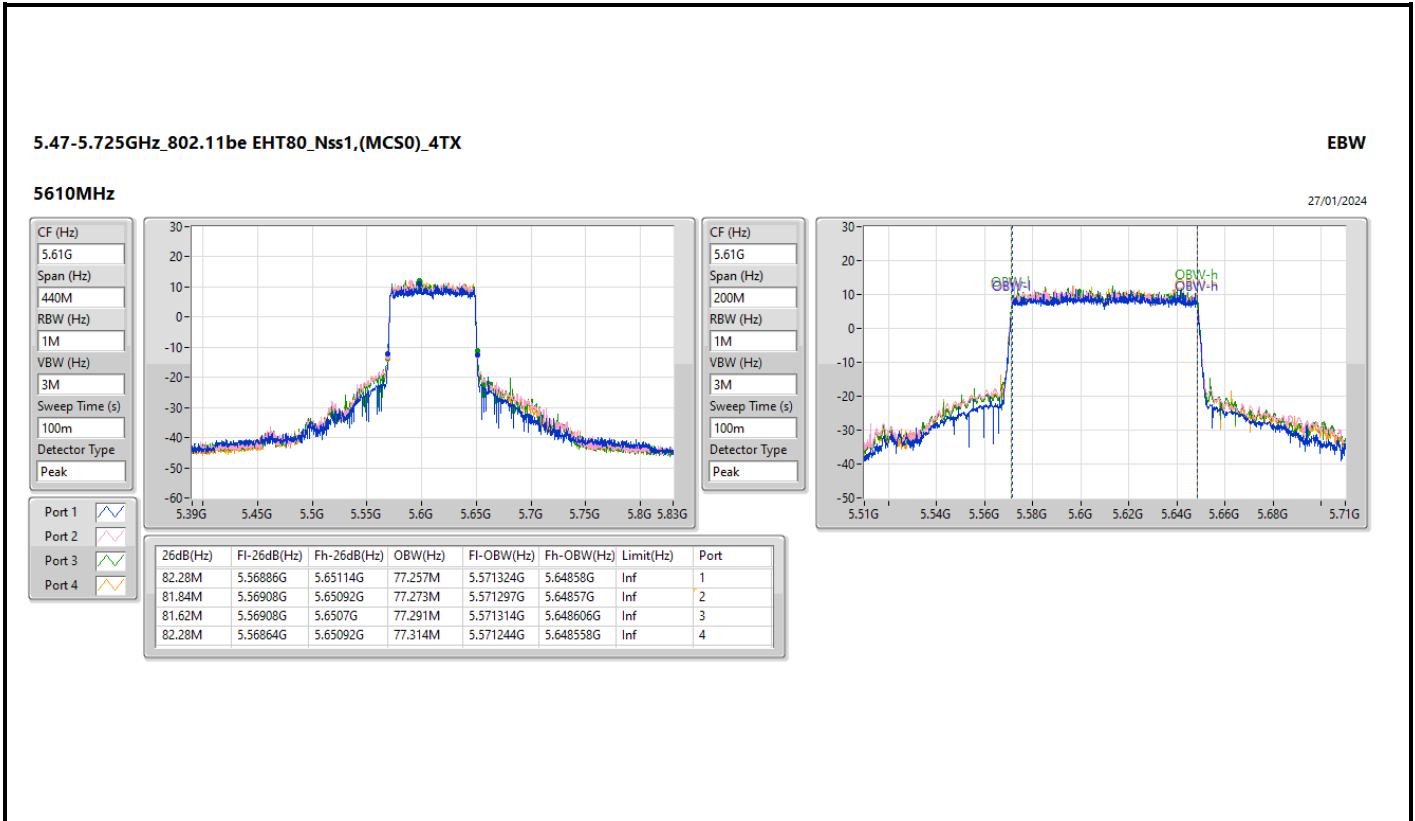 5.47-5.725GHz_802.11be EHT80_Nss1,(MCS0)_4TX
EBW
5610MHz
27/01/2024
CF (Hz)
5.61G
Span (Hz)
440M
RBW (Hz)
1M
VBW (Hz)
3M
Sweep Time (s)
100m
Detector Type
Peak
30
20
10
0
-10
-20
-30
-40
-50
-60
5.39G 5.45G 5.5G 5.55G 5.6G 5.65G 5.7G 5.75G 5.8G 5.83G
CF (Hz)
5.61G
Span (Hz)
200M
RBW (Hz)
1M
VBW (Hz)
3M
Sweep Time (s)
100m
Detector Type
Peak
30
20
10
0
-10
-20
-30
-40
-50
OBW-h
OBW-l OBW-h
5.51G 5.54G 5.56G 5.58G 5.6G 5.62G 5.64G 5.66G 5.68G 5.71G
Port 1
Port 2
Port 3
Port 4
26dB(Hz) Fl-26dB(Hz) Fh-26dB(Hz) OBW(Hz) Fl-OBW(Hz) Fh-OBW(Hz) Limit(Hz) Port
82.28M 5.56886G 5.65114G 77.257M 5.571324G 5.64858G Inf 1
81.84M 5.56908G 5.65092G 77.273M 5.571297G 5.64857G Inf 2
81.62M 5.56908G 5.6507G 77.291M 5.571314G 5.648606G Inf 3
82.28M 5.56864G 5.65092G 77.314M 5.571244G 5.648558G Inf 4